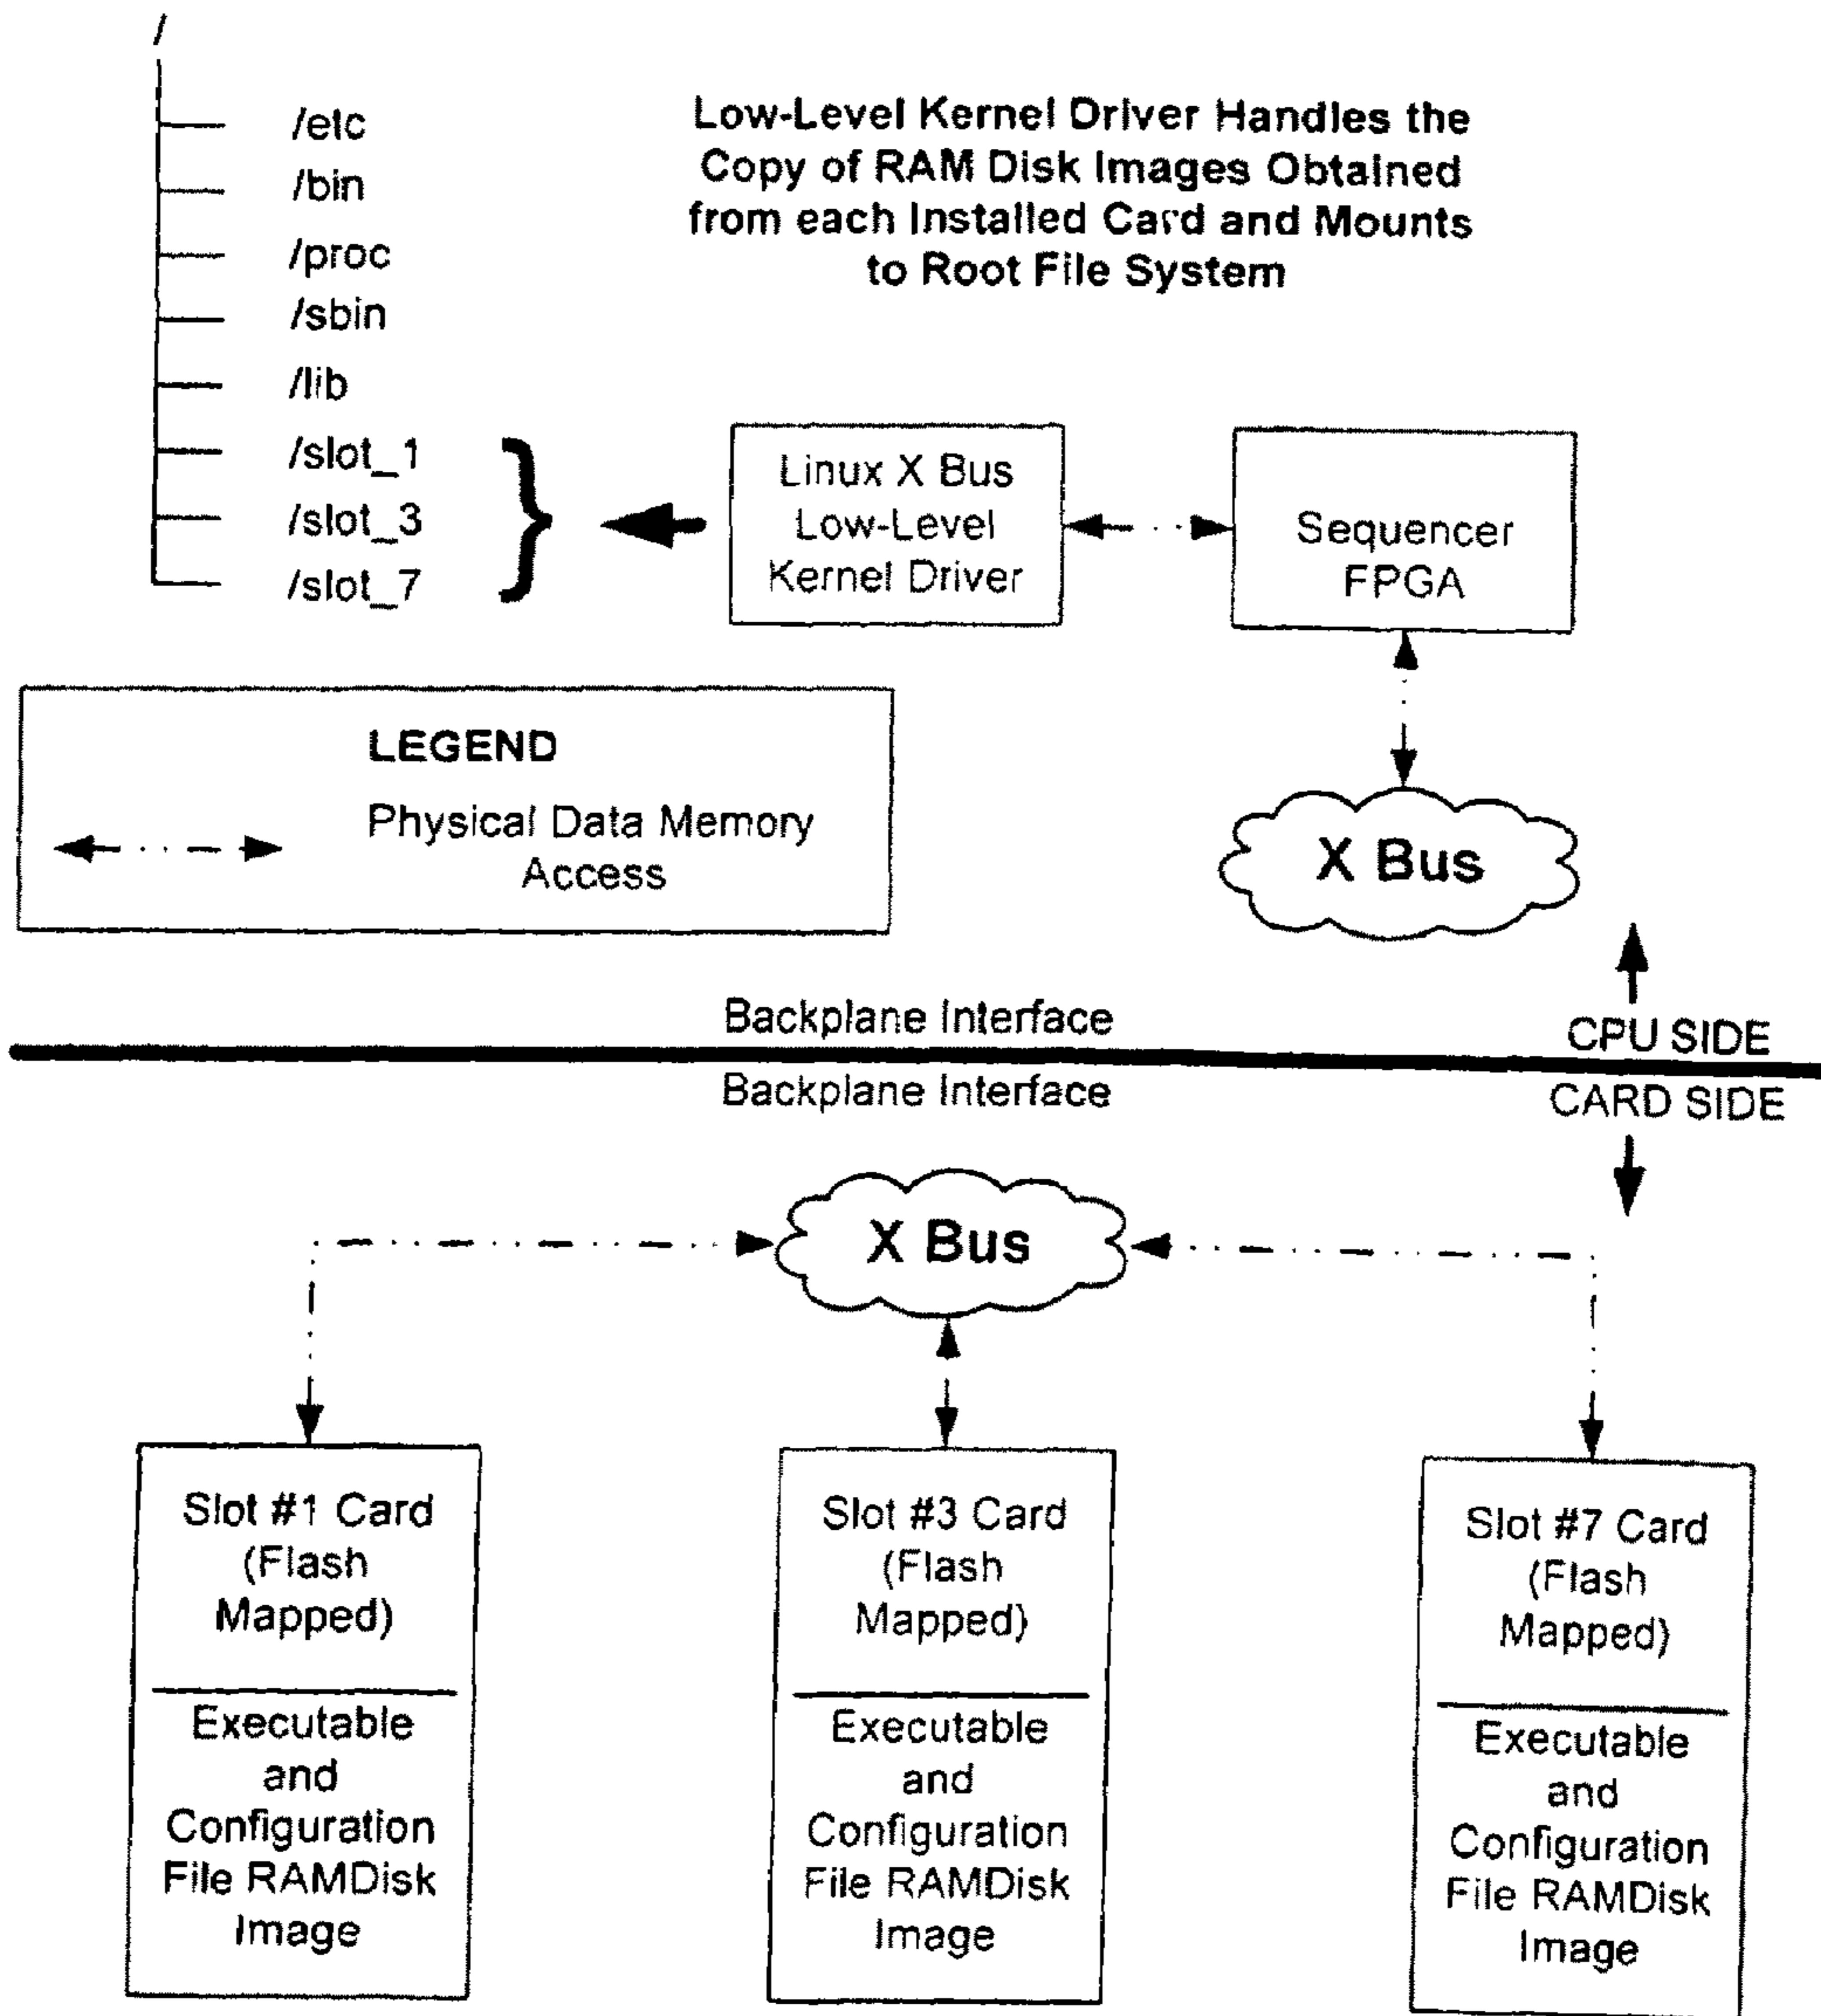 /
/etc
/bin
/proc
/sbin
/lib
/slot_1
/slot_3
/slot_7
Low-Level Kernel Driver Handles the
Copy of RAM Disk Images Obtained
from each Installed Card and Mounts
to Root File System
}
Linux X Bus
Low-Level
Kernel Driver
Sequencer
FPGA
LEGEND
Physical Data Memory
Access
X Bus
Backplane Interface
CPU SIDE
Backplane Interface
CARD SIDE
X Bus
Slot #1 Card
(Flash
Mapped)
Executable
and
Configuration
File RAMDisk
Image
Slot #3 Card
(Flash
Mapped)
Executable
and
Configuration
File RAMDisk
Image
Slot #7 Card
(Flash
Mapped)
Executable
and
Configuration
File RAMDisk
Image